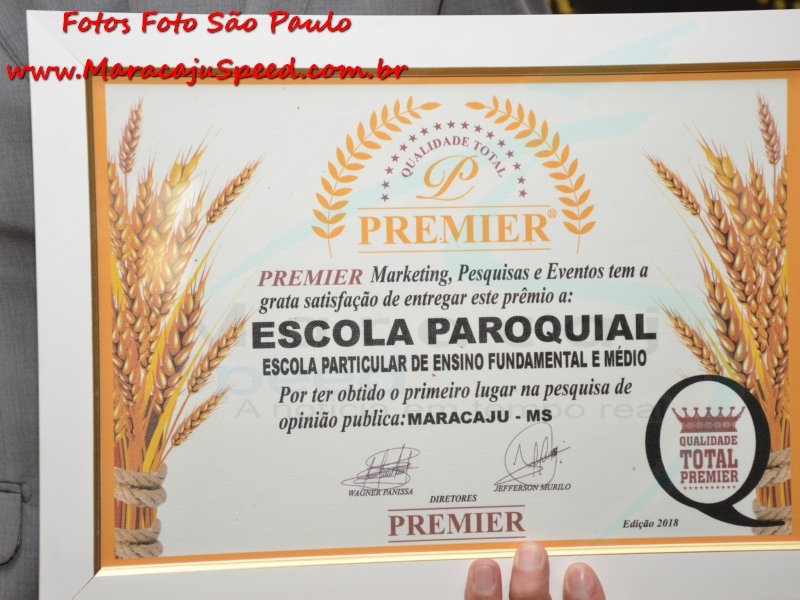 Fotos Foto São Paulo
www.MaracajuSpeed.com.br
QUALIDADE TOTAL
P
PREMIER®
PREMIER Marketing, Pesquisas e Eventos tem a
grata satisfação de entregar este prêmio a:
ESCOLA PAROQUIAL
ESCOLA PARTICULAR DE ENSINO FUNDAMENTAL E MÉDIO
Por ter obtido o primeiro lugar na pesquisa de
opinião publica: MARACAJU - MS
WAGNER PANISSA
JEFFERSON MURILO
DIRETORES
PREMIER
Edição 2018
QUALIDADE
TOTAL
PREMIER